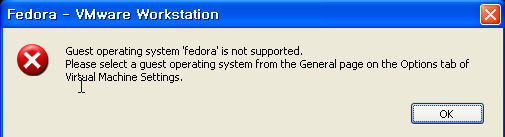 Fedora - VMware Workstation
Guest operating system 'fedora' is not supported.
Please select a guest operating system from the General page on the Options tab of
Virtual Machine Settings.
OK